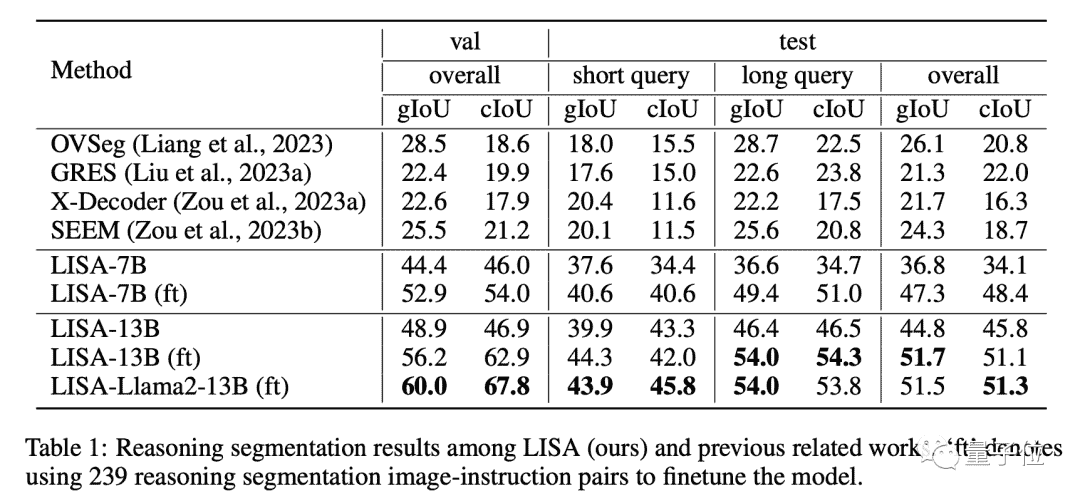 Method val test
overall short query long query overall
gIoU cIoU gIoU cIoU gIoU cIoU gIoU cIoU
OVSeg (Liang et al., 2023) 28.5 18.6 18.0 15.5 28.7 22.5 26.1 20.8
GRES (Liu et al., 2023a) 22.4 19.9 17.6 15.0 22.6 23.8 21.3 22.0
X-Decoder (Zou et al., 2023a) 22.6 17.9 20.4 11.6 22.2 17.5 21.7 16.3
SEEM (Zou et al., 2023b) 25.5 21.2 20.1 11.5 25.6 20.8 24.3 18.7
LISA-7B 44.4 46.0 37.6 34.4 36.6 34.7 36.8 34.1
LISA-7B (ft) 52.9 54.0 40.6 40.6 49.4 51.0 47.3 48.4
LISA-13B 48.9 46.9 39.9 43.3 46.4 46.5 44.8 45.8
LISA-13B (ft) 56.2 62.9 44.3 42.0 54.0 54.3 51.7 51.1
LISA-Llama2-13B (ft) 60.0 67.8 43.9 45.8 54.0 53.8 51.5 51.3
Table 1: Reasoning segmentation results among LISA (ours) and previous related works. ‘ft’ denotes
using 239 reasoning segmentation image-instruction pairs to finetune the model.
量子位